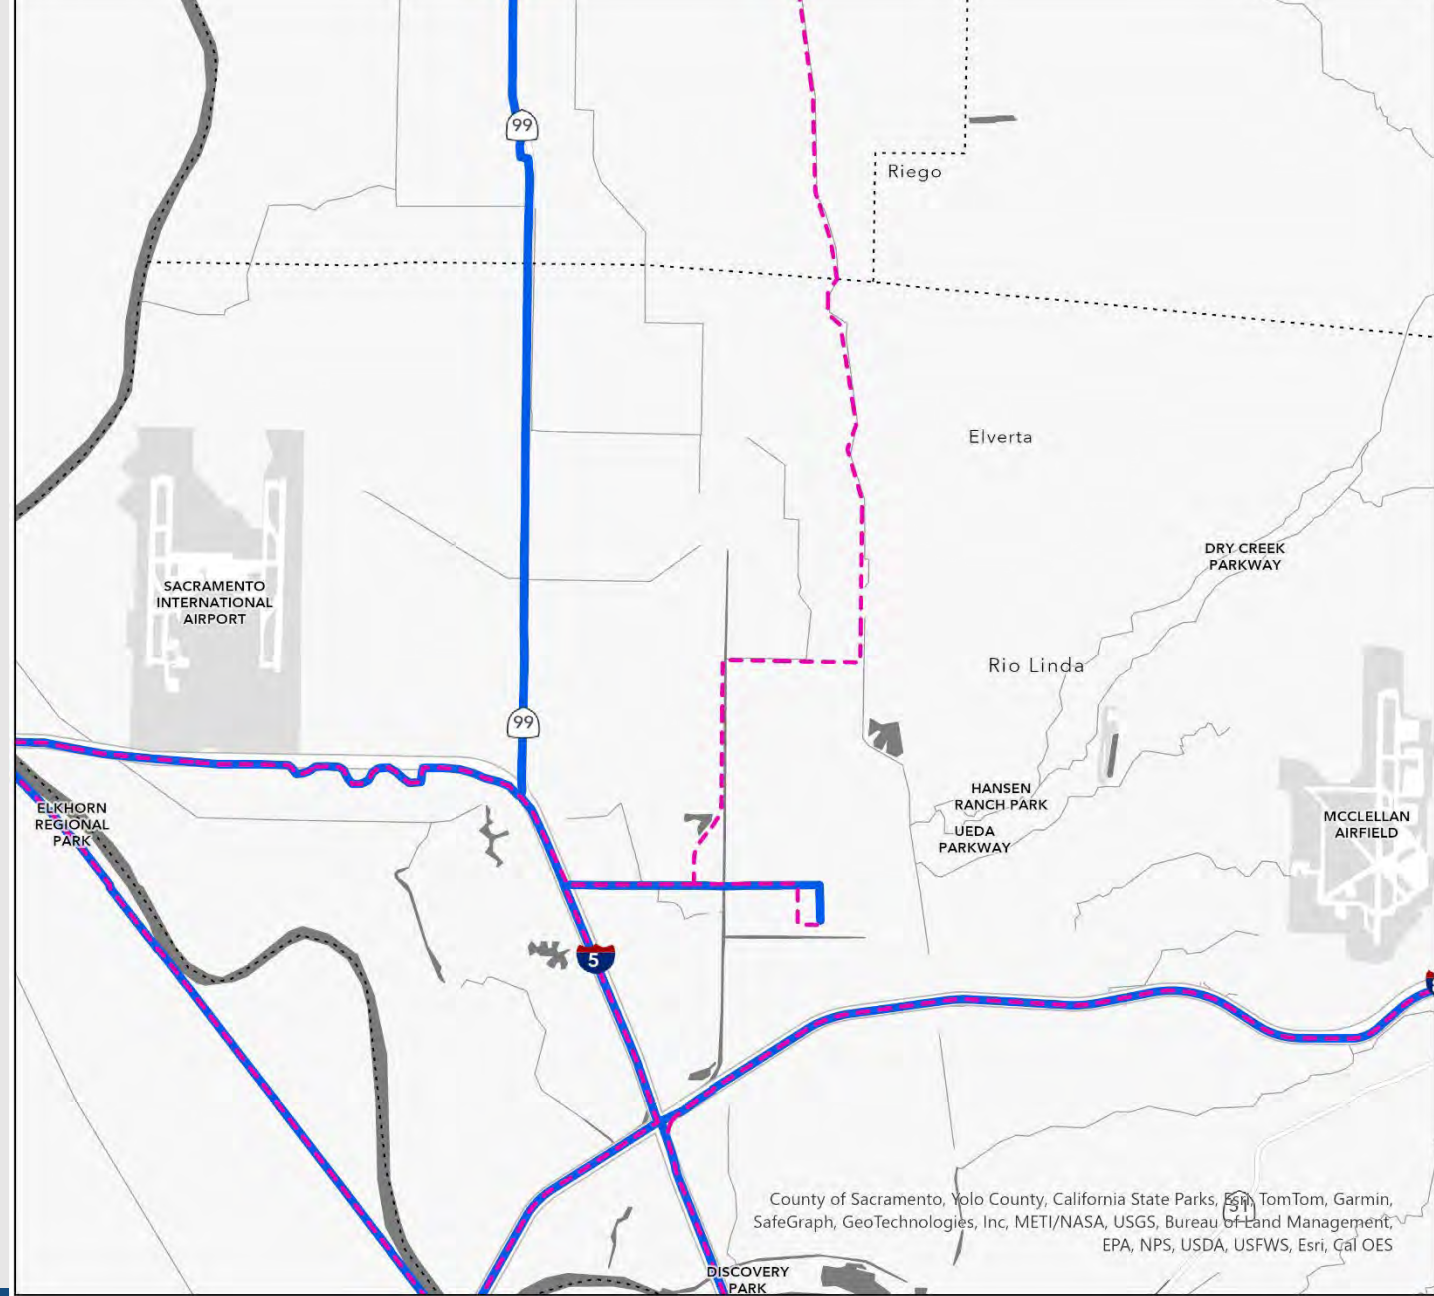 99
Riego
Elverta
DRY CREEK
PARKWAY
SACRAMENTO
INTERNATIONAL
AIRPORT
Rio Linda
99
HANSEN
RANCH PARK
ELKHORN
REGIONAL
PARK
UEDA
PARKWAY
MCCLELLAN
AIRFIELD
5
County of Sacramento, Yolo County, California State Parks, Esri, TomTom, Garmin,
SafeGraph, GeoTechnologies, Inc, METI/NASA, USGS, Bureau of Land Management,
EPA, NPS, USDA, USFWS, Esri, Cal OES
51
DISCOVERY
PARK